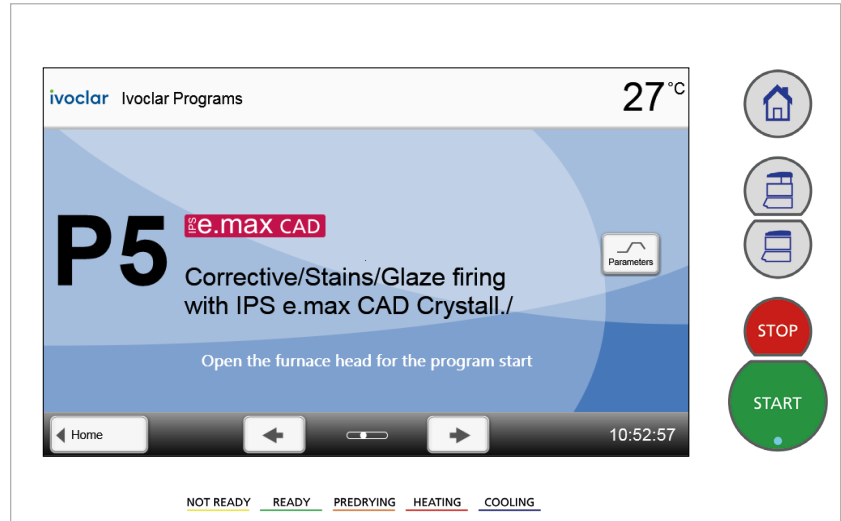 ivoclar Ivoclar Programs
27°C
P5
IPS e.max CAD
Corrective/Stains/Glaze firing
with IPS e.max CAD Crystall./
Parameters
Open the furnace head for the program start
Home
10:52:57
STOP
START
NOT READY READY PREDRYING HEATING COOLING